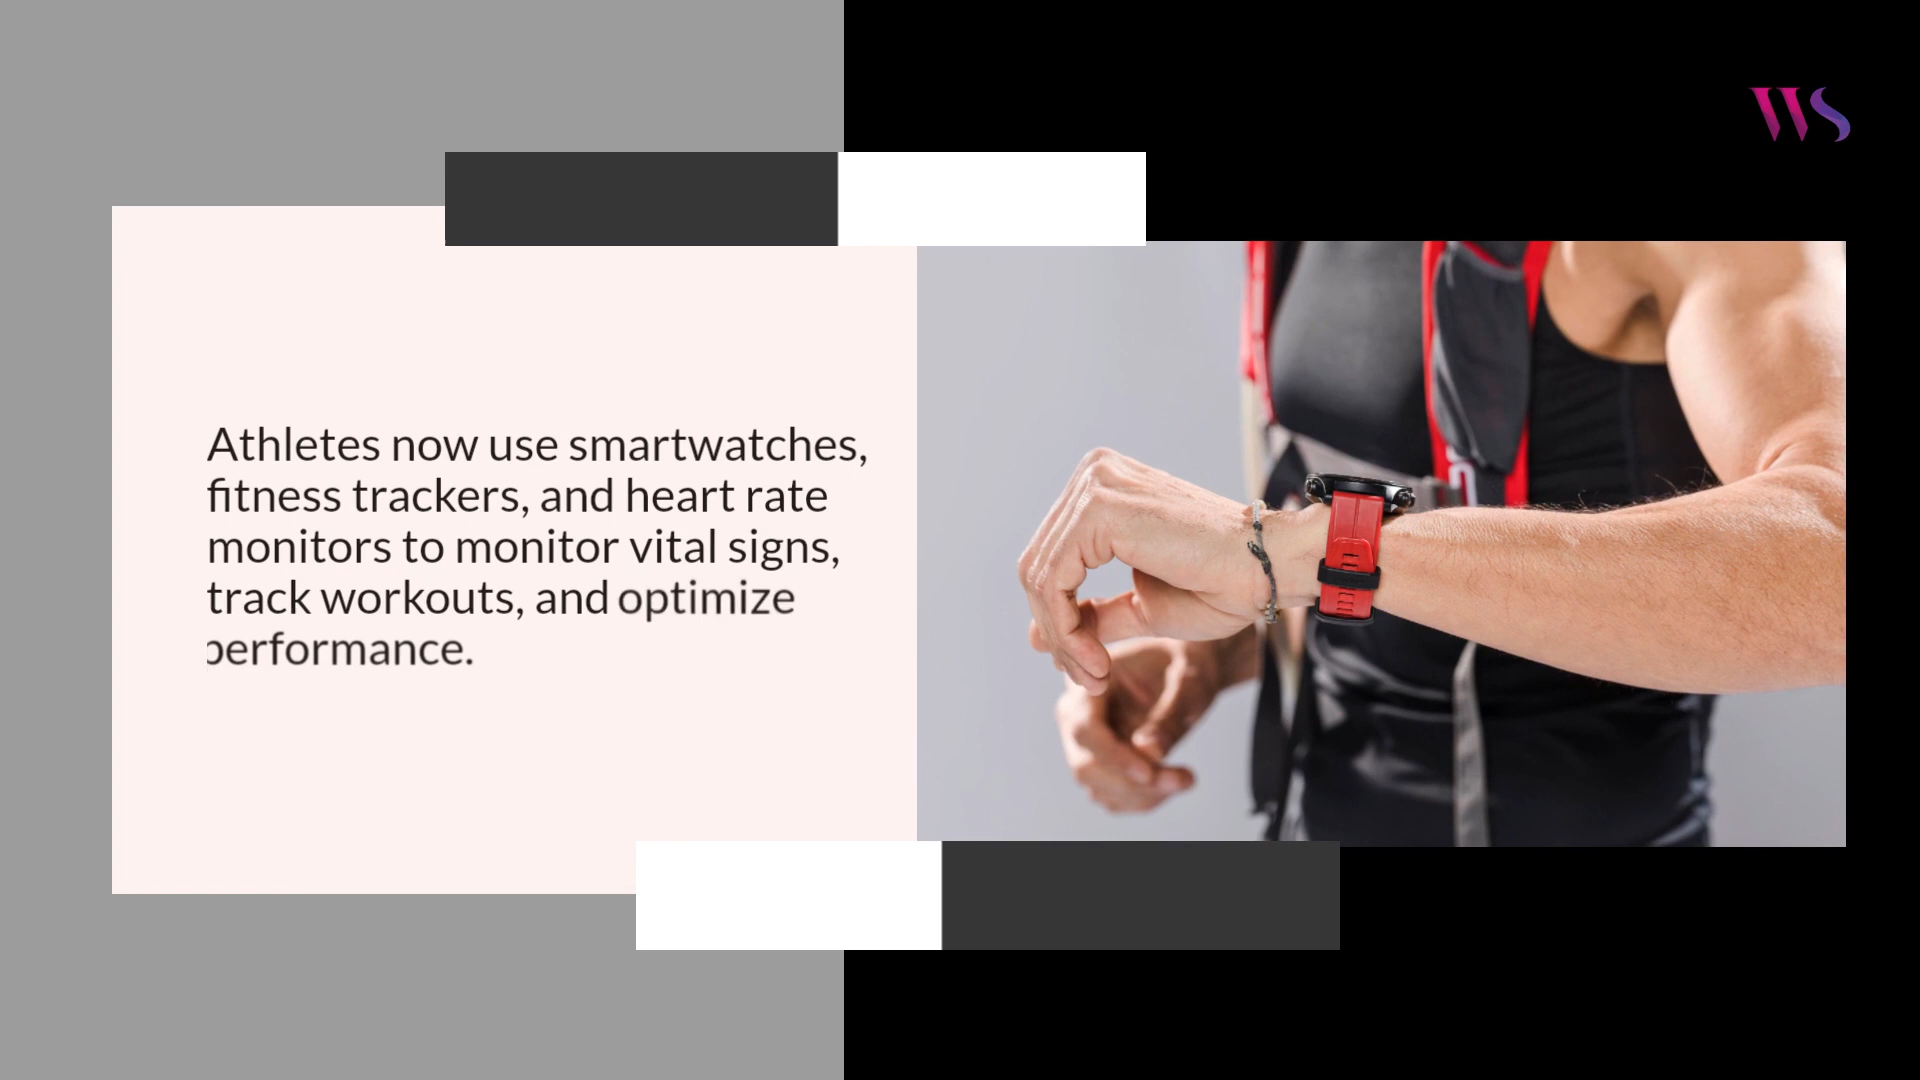 WS
Athletes now use smartwatches,
fitness trackers, and heart rate
monitors to monitor vital signs,
track workouts, and optimize
performance.